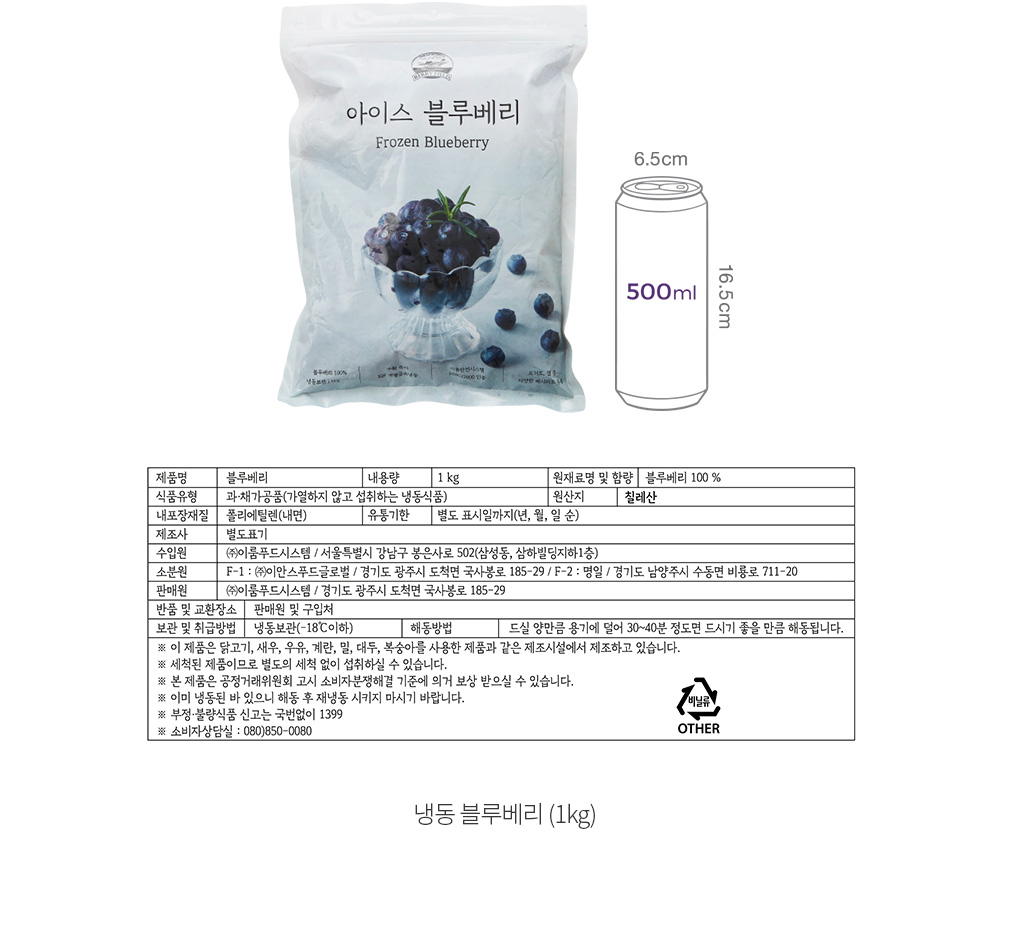 아이스 블루베리
Frozen Blueberry
6.5cm
500ml
16.5cm
블루베리 100%
제품명 블루베리 내용량 1 kg 원재료명 및 함량 블루베리 100 %
식품유형 과·채가공품(가열하지 않고 섭취하는 냉동식품) 원산지 칠레산
내포장재질 폴리에틸렌(내면) 유통기한 별도 표시일까지(년, 월, 일 순)
제조사 별도표기
수입원 ㈜이룸푸드시스템 / 서울특별시 강남구 봉은사로 502(삼성동, 삼하빌딩지하1층)
소분원 F-1 : ㈜이안스푸드글로벌 / 경기도 광주시 도척면 국사봉로 185-29 / F-2 : 명일 / 경기도 남양주시 수동면 비룡로 711-20
판매원 ㈜이룸푸드시스템 / 경기도 광주시 도척면 국사봉로 185-29
반품 및 교환장소 판매원 및 구입처
보관 및 취급방법 냉동보관(-18℃이하) 해동방법 드실 양만큼 용기에 덜어 30~40분 정도면 드시기 좋을 만큼 해동됩니다.
※ 이 제품은 닭고기, 새우, 우유, 계란, 밀, 대두, 복숭아를 사용한 제품과 같은 제조시설에서 제조하고 있습니다.
※ 세척된 제품이므로 별도의 세척 없이 섭취하실 수 있습니다.
※ 본 제품은 공정거래위원회 고시 소비자분쟁해결 기준에 의거 보상 받으실 수 있습니다.
※ 이미 냉동된 바 있으니 해동 후 재냉동 시키지 마시기 바랍니다.
※ 부정·불량식품 신고는 국번없이 1399
※ 소비자상담실 : 080)850-0080
비닐류
OTHER
냉동 블루베리 (1kg)